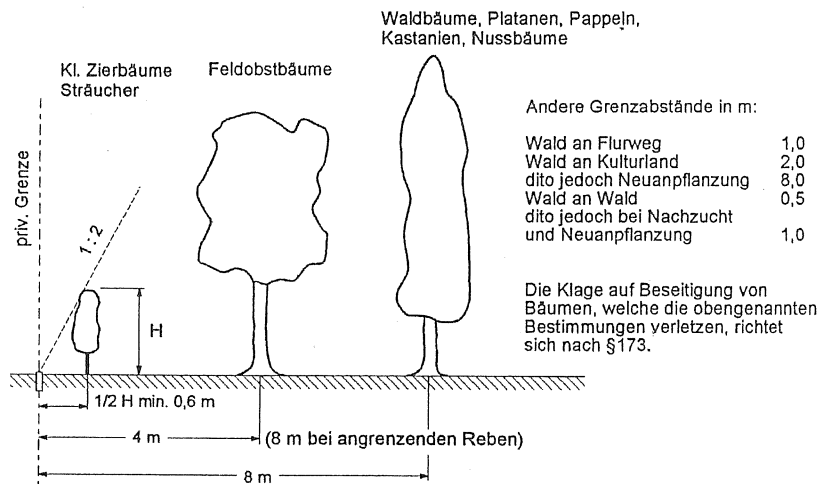 Waldbäume, Platanen, Pappeln,
Kastanien, Nussbäume
Kl. Zierbäume
Sträucher
Feldobstbäume
priv. Grenze
1:2
H
1/2 H min. 0,6 m
4 m
(8 m bei angrenzenden Reben)
8 m
Andere Grenzabstände in m:
Wald an Flurweg 1,0
Wald an Kulturland 2,0
dito jedoch Neuanpflanzung 8,0
Wald an Wald 0,5
dito jedoch bei Nachzucht
und Neuanpflanzung 1,0
Die Klage auf Beseitigung von
Bäumen, welche die obengenannten
Bestimmungen verletzen, richtet
sich nach §173.